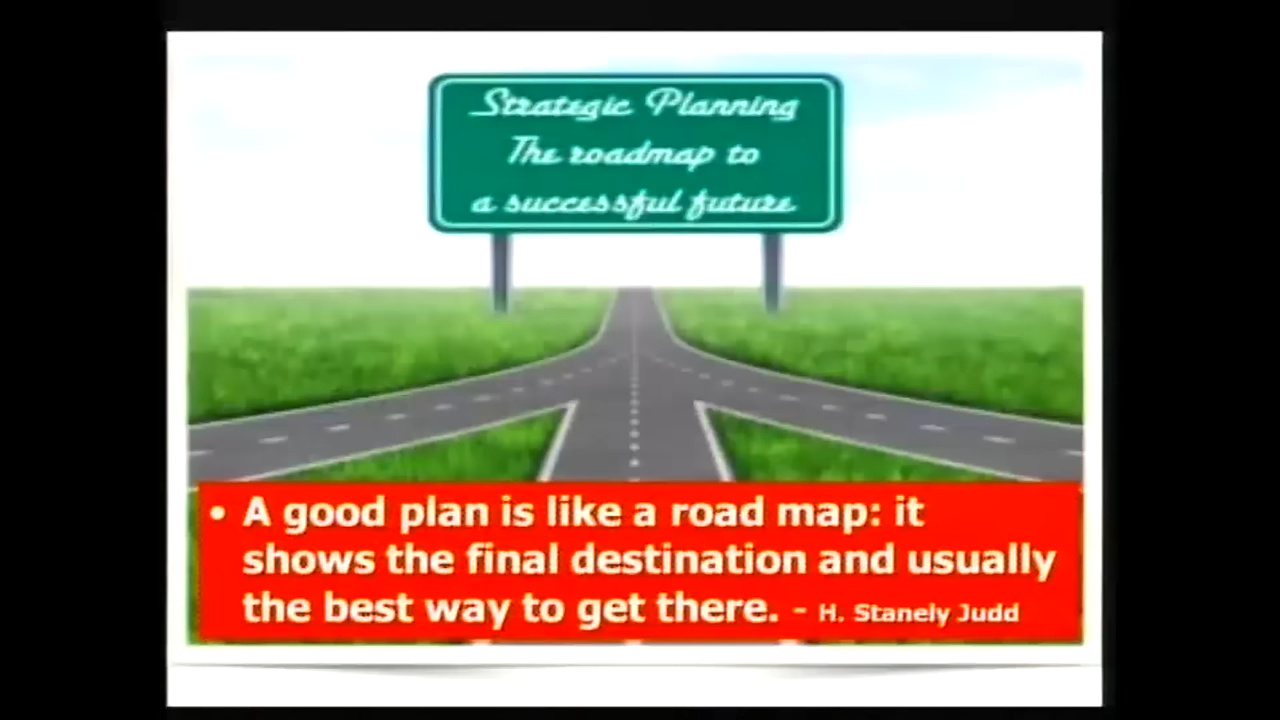 Strategic Planning
The roadmap to
a successful future
• A good plan is like a road map: it
shows the final destination and usually
the best way to get there. - H. Stanely Judd